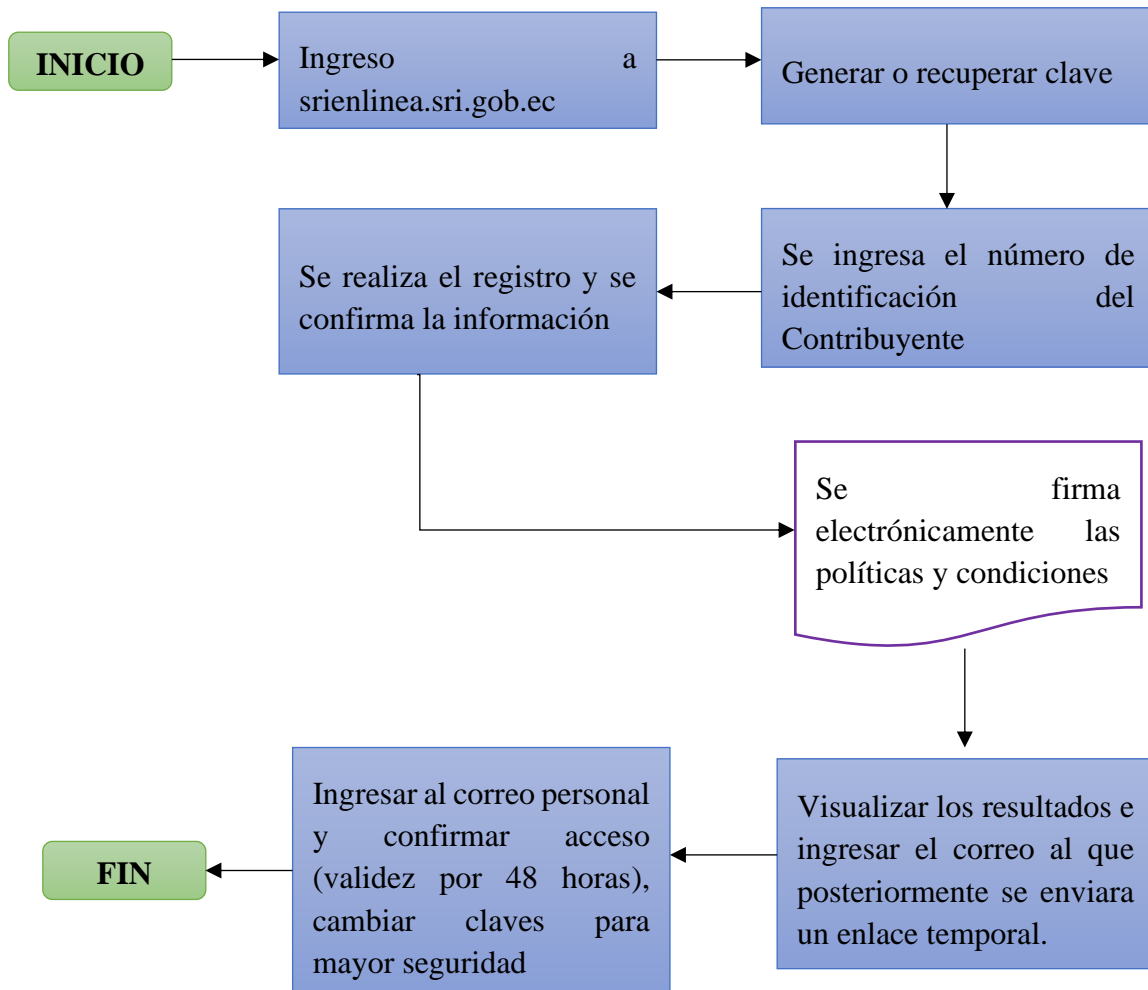 INICIO
Ingreso a
srienlinea.sri.gob.ec
Generar o recuperar clave
Se ingresa el número de
identificación del
Contribuyente
Se realiza el registro y se
confirma la información
Se firma
electrónicamente las
políticas y condiciones
Visualizar los resultados e
ingresar el correo al que
posteriormente se enviara
un enlace temporal.
Ingresar al correo personal
y confirmar acceso
(validez por 48 horas),
cambiar claves para
mayor seguridad
FIN